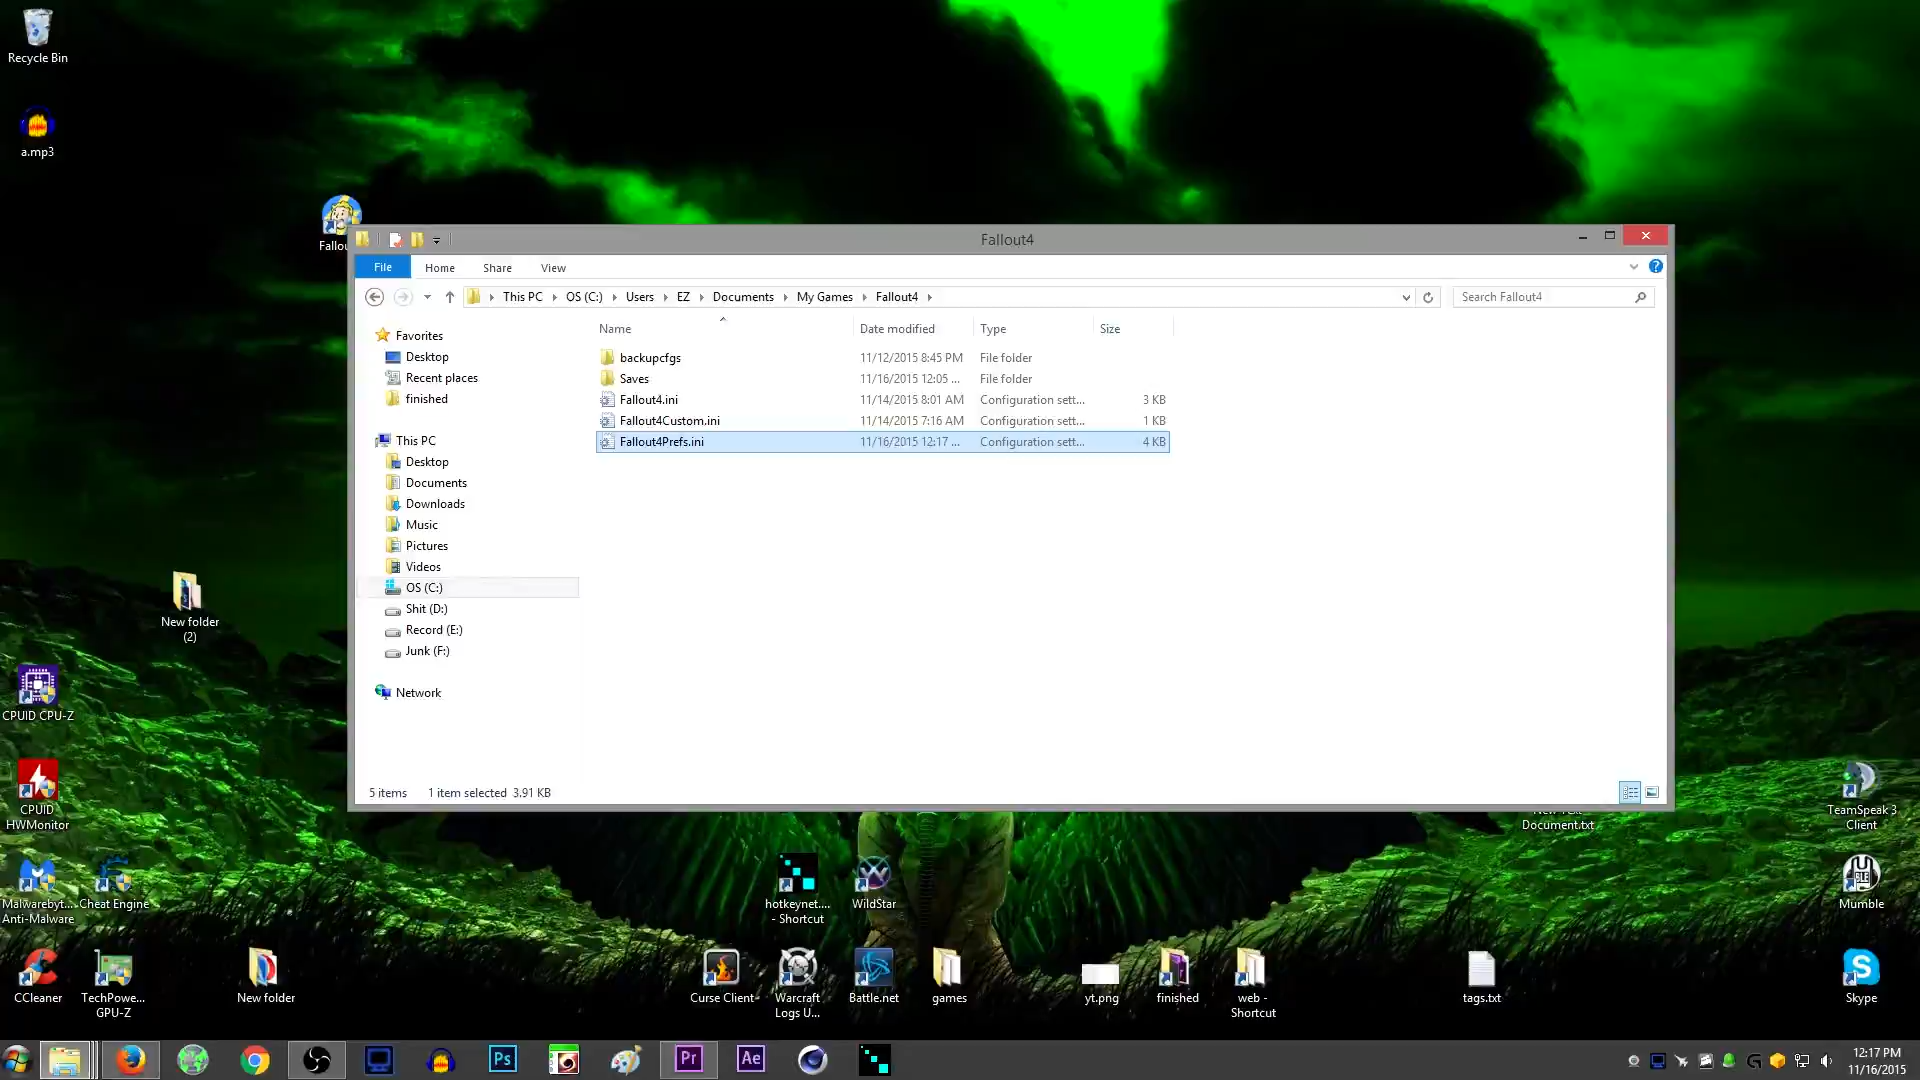 Recycle Bin
a.mp3
Fallou
Fallout4
File
Home
Share
View
This PC
OS (C:)
Users
EZ
Documents
My Games
Fallout4
Search Fallout4
Name
Date modified
Type
Size
Favorites
Desktop
Recent places
finished
This PC
Desktop
Documents
Downloads
Music
Pictures
Videos
OS (C:)
Shit (D:)
Record (E:)
Junk (F:)
Network
backupcfgs 11/12/2015 8:45 PM File folder
Saves 11/16/2015 12:05 ... File folder
Fallout4.ini 11/14/2015 8:01 AM Configuration sett... 3 KB
Fallout4Custom.ini 11/14/2015 7:16 AM Configuration sett... 1 KB
Fallout4Prefs.ini 11/16/2015 12:17 ... Configuration sett... 4 KB
5 items 1 item selected 3.91 KB
New folder
(2)
CPUID CPU-Z
CPUID
HWMonitor
Malwarebyt...
Anti-Malware
Cheat Engine
CCleaner
TechPowe...
GPU-Z
New folder
hotkeynet....
- Shortcut
WildStar
Curse Client
Warcraft
Logs U...
Battle.net
games
yt.png
finished
web -
Shortcut
tags.txt
Document.txt
TeamSpeak 3
Client
Mumble
Skype
Ps
Pr
Ae
12:17 PM
11/16/2015